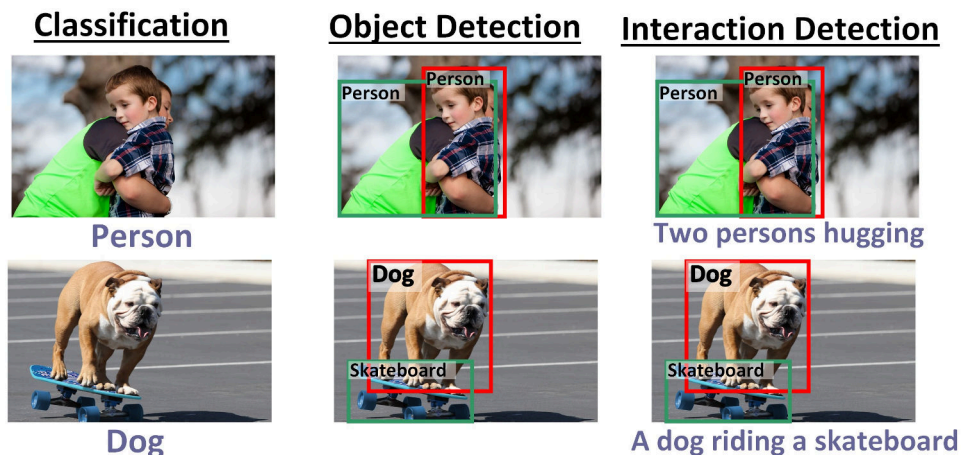 Classification
Object Detection
Interaction Detection
Person
Person
Person
Person
Person
Two persons hugging
Dog
Dog
Skateboard
Skateboard
Dog
A dog riding a skateboard